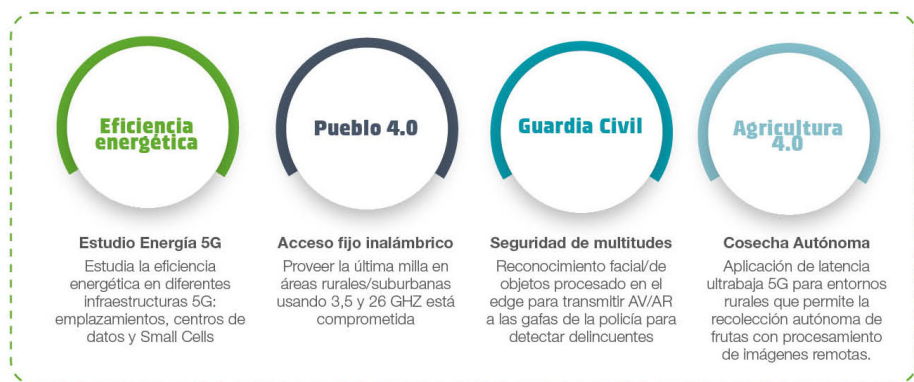 Eficiencia
energética
Pueblo 4.0
Guardia Civil
Agricultura
4.0
Estudio Energía 5G
Estudia la eficiencia
energética en diferentes
infraestructuras 5G:
emplazamientos, centros de
datos y Small Cells
Acceso fijo inalámbrico
Proveer la última milla en
áreas rurales/suburbanas
usando 3,5 y 26 GHZ está
comprometida
Seguridad de multitudes
Reconocimiento facial/de
objetos procesado en el
edge para transmitir AV/AR
a las gafas de la policía para
detectar delincuentes
Cosecha Autónoma
Aplicación de latencia
ultrabaja 5G para entornos
rurales que permite la
recolección autónoma de
frutas con procesamiento
de imágenes remotas.